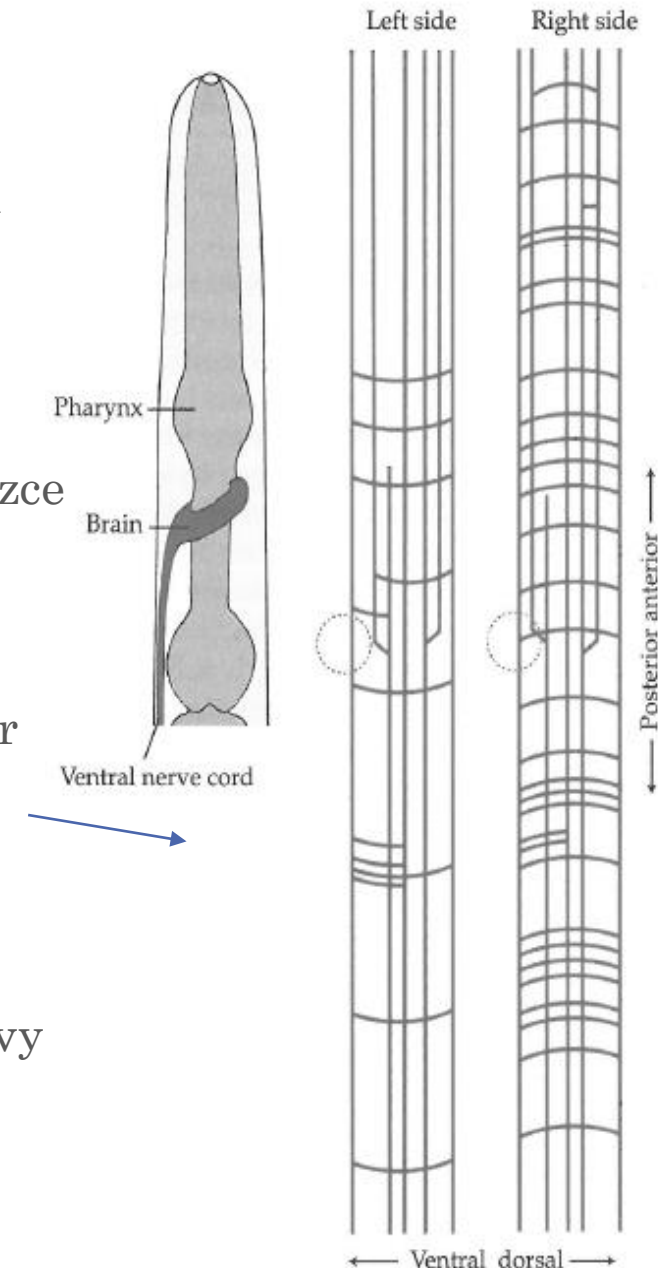 Left side
Right side
Pharynx
zce
Brain
Posterior anterior
r
Ventral nerve cord
vy
Ventral dorsal